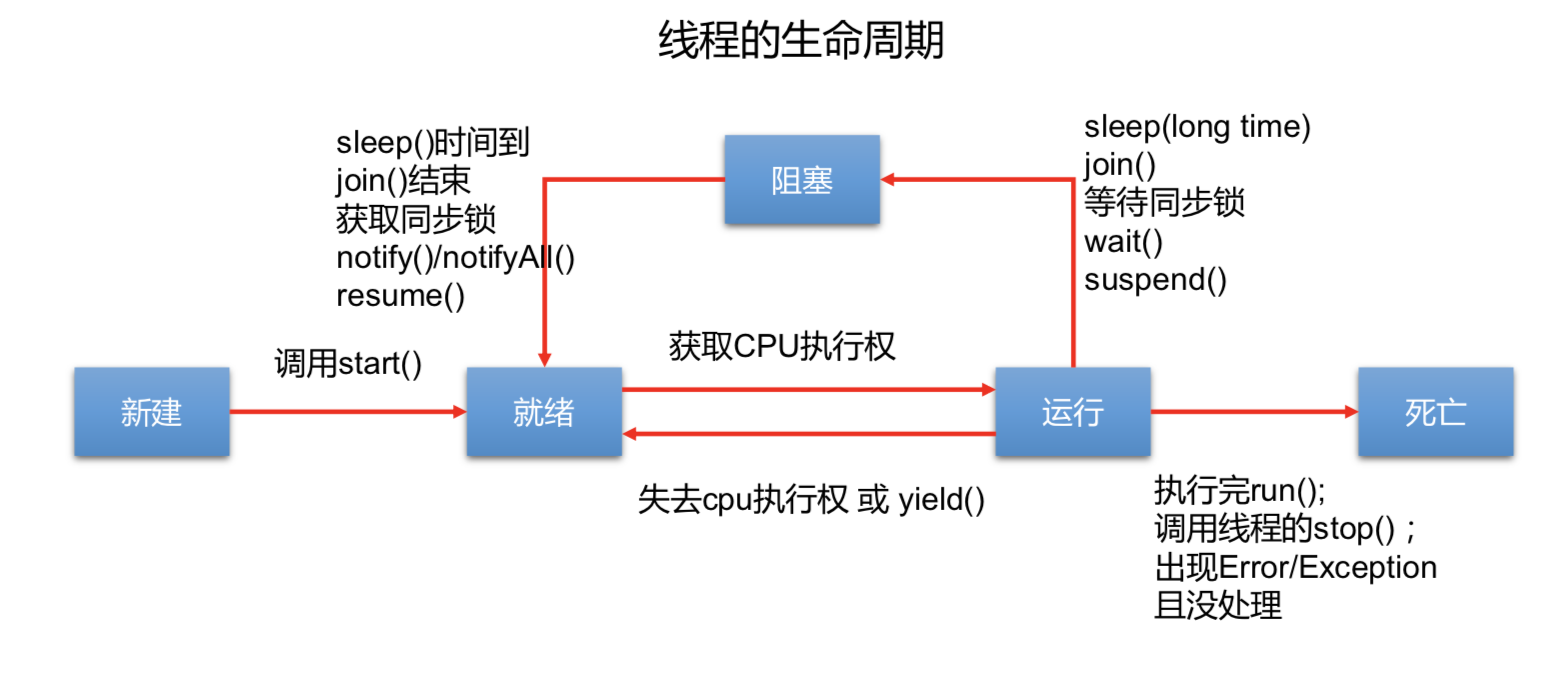 线程的生命周期
sleep()时间到
join()结束
获取同步锁
notify()/notifyAll()
resume()
阻塞
sleep(long time)
join()
等待同步锁
wait()
suspend()
新建
调用start()
就绪
获取CPU执行权
失去cpu执行权 或 yield()
运行
死亡
执行完run();
调用线程的stop()；
出现Error/Exception
且没处理